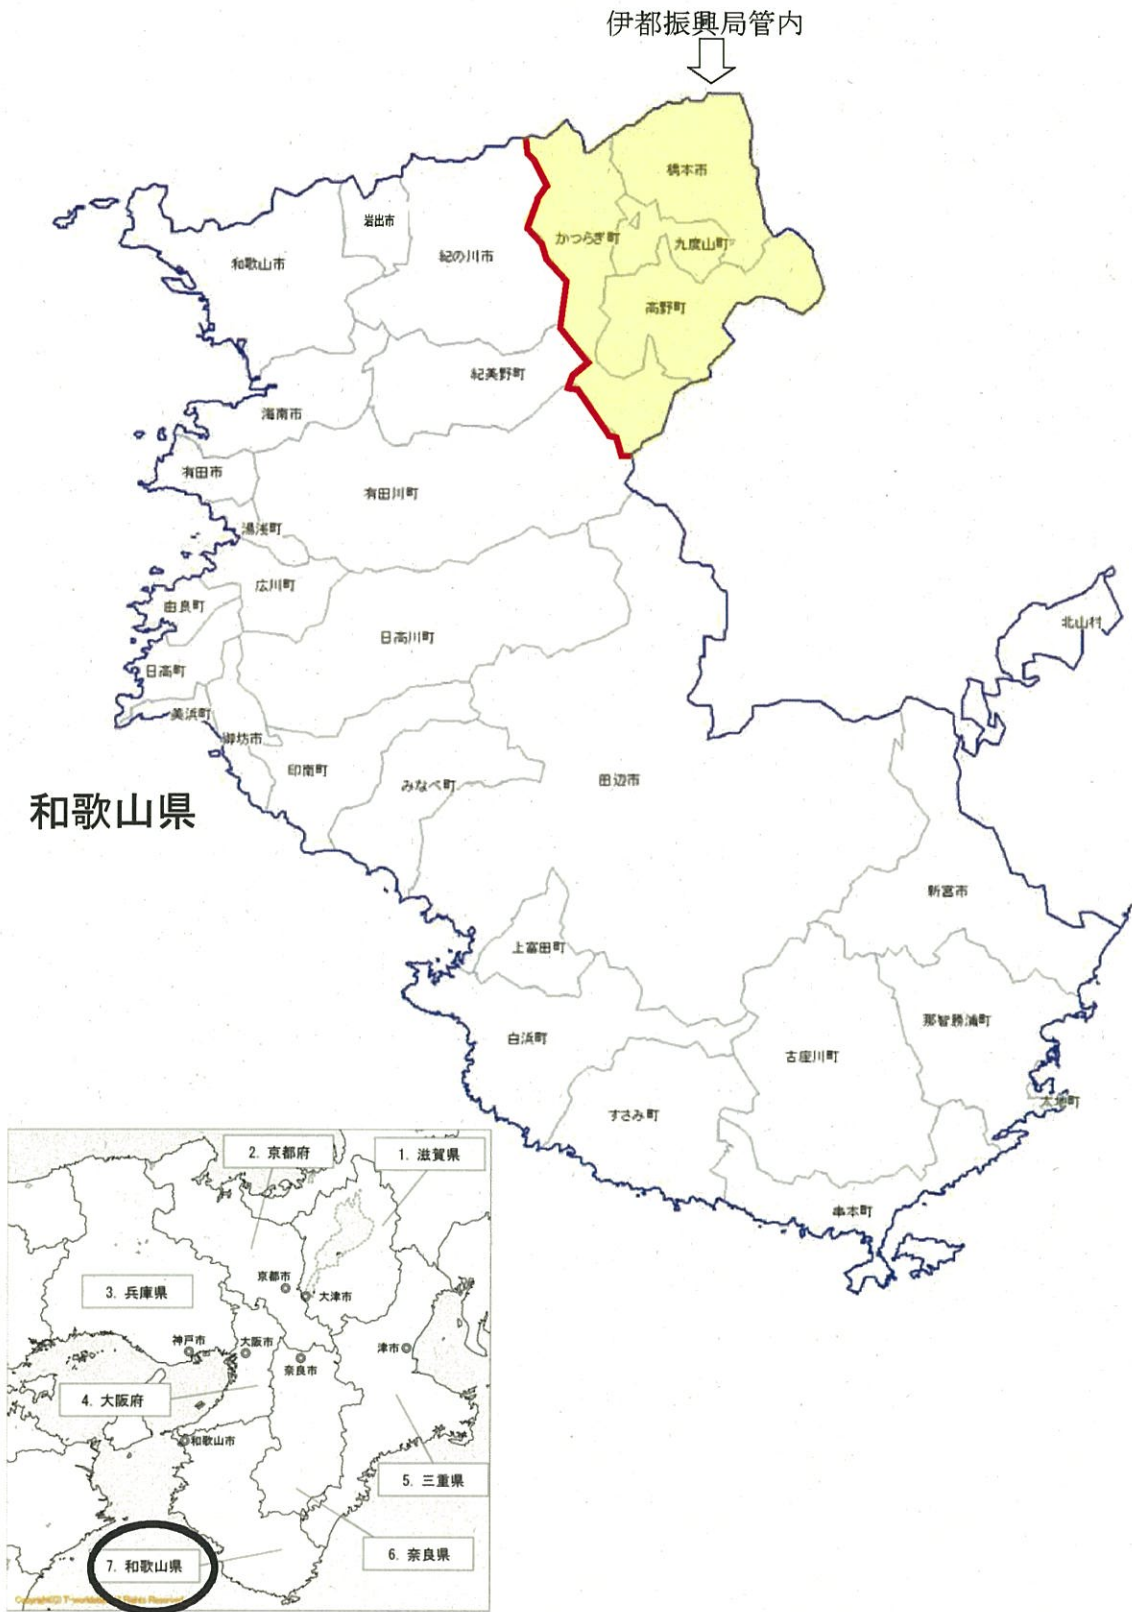 伊都振興局管内
橋本市
岩出市
かつらぎ町
九度山町
紀の川市
和歌山市
高野町
紀美野町
海南市
有田市
有田川町
湯浅町
広川町
由良町
北山村
日高川町
日高町
美浜町
御坊市
印南町
みなべ町
田辺市
和歌山県
新宮市
上富田町
那智勝浦町
白浜町
古座川町
すさみ町
太地町
串本町
2. 京都府
1. 滋賀県
京都市
大津市
3. 兵庫県
神戸市
大阪市
津市
奈良市
4. 大阪府
和歌山市
5. 三重県
6. 奈良県
7. 和歌山県